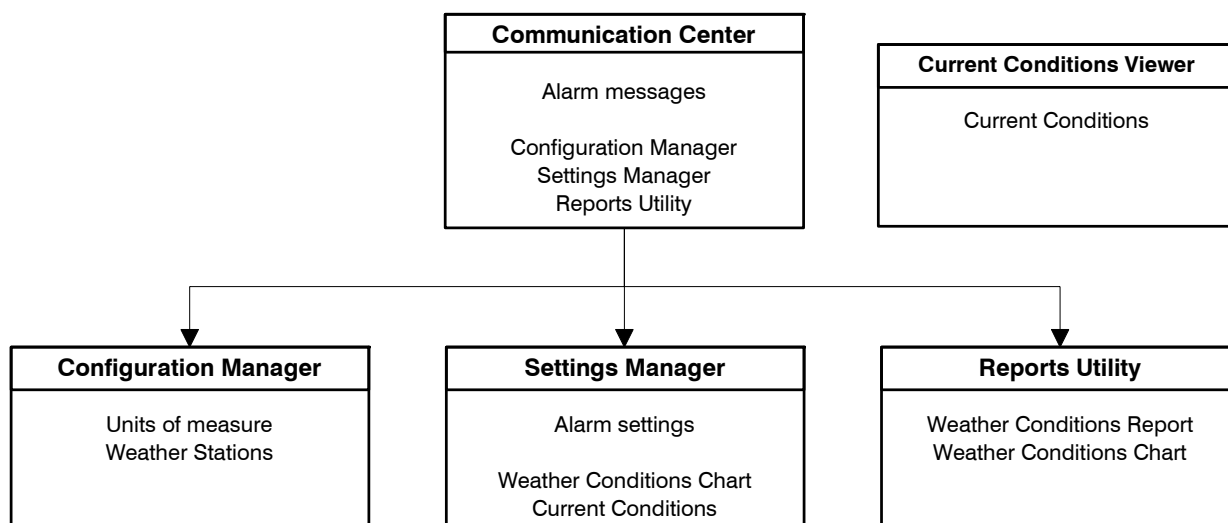 Communication Center
Alarm messages
Configuration Manager
Settings Manager
Reports Utility
Current Conditions Viewer
Current Conditions
Configuration Manager
Units of measure
Weather Stations
Settings Manager
Alarm settings
Weather Conditions Chart
Current Conditions
Reports Utility
Weather Conditions Report
Weather Conditions Chart